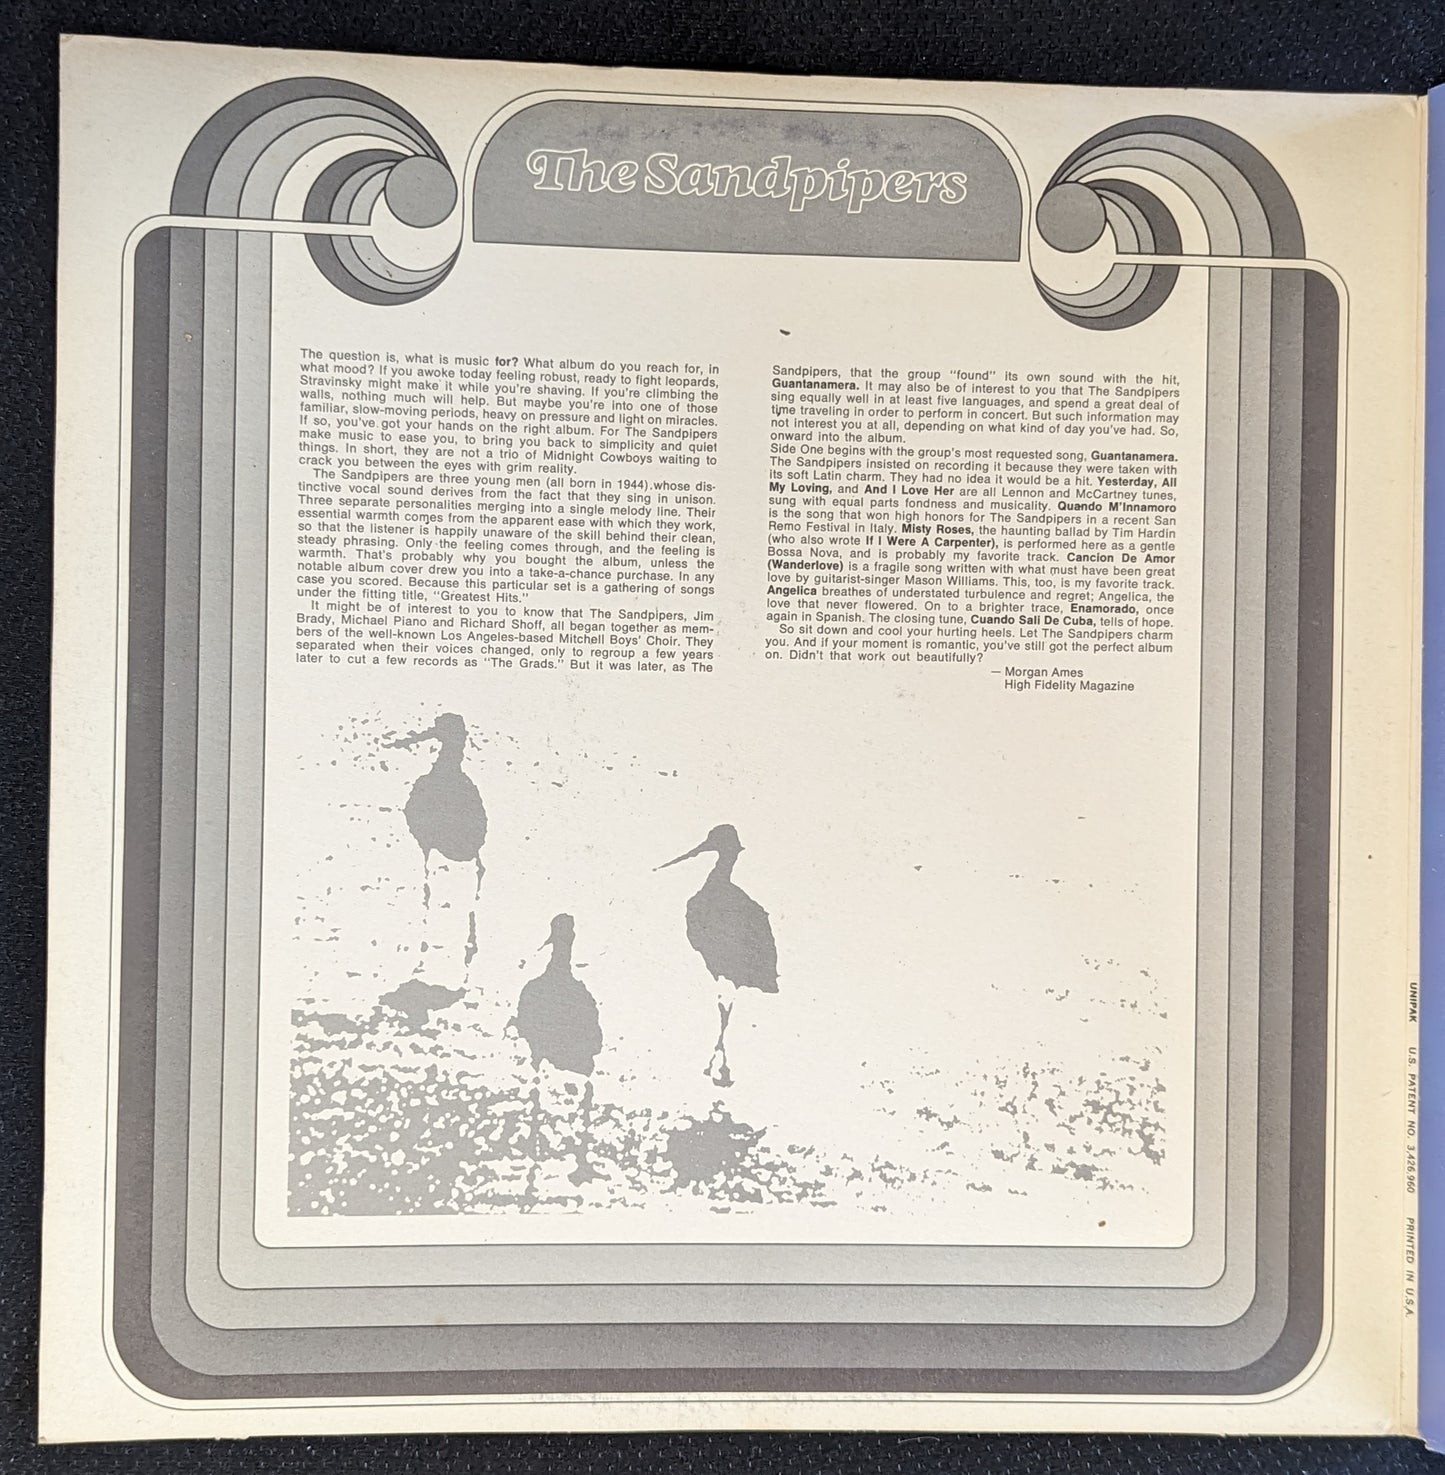 The Sandpipers
The question is, what is music for? What album do you reach for, in
what mood? If you awoke today feeling robust, ready to fight leopards,
Stravinsky might make it while you're shaving. If you're climbing the
walls, nothing much will help. But maybe you're into one of those
familiar, slow-moving periods, heavy on pressure and light on miracles.
If so, you've got your hands on the right album. For The Sandpipers
make music to ease you, to bring you back to simplicity and quiet
things. In short, they are not a trio of Midnight Cowboys waiting to
crack you between the eyes with grim reality.
The Sandpipers are three young men (all born in 1944) whose dis-
tinctive vocal sound derives from the fact that they sing in unison.
Three separate personalities merging into a single melody line. Their
essential warmth comes from the apparent ease with which they work,
so that the listener is happily unaware of the skill behind their clean,
steady phrasing. Only the feeling comes through, and the feeling is
warmth. That's probably why you bought the album, unless the
notable album cover drew you into a take-a-chance purchase. In any
case you scored. Because this particular set is a gathering of songs
under the fitting title, "Greatest Hits."
It might be of interest to you to know that The Sandpipers, Jim
Brady, Michael Piano and Richard Shoff, all began together as mem-
bers of the well-known Los Angeles-based Mitchell Boys' Choir. They
separated when their voices changed, only to regroup a few years
later to cut a few records as "The Grads." But it was later, as The
Sandpipers, that the group "found" its own sound with the hit,
Guantanamera. It may also be of interest to you that The Sandpipers
sing equally well in at least five languages, and spend a great deal of
time traveling in order to perform in concert. But such information may
not interest you at all, depending on what kind of day you've had. So,
onward into the album.
Side One begins with the group's most requested song, Guantanamera.
The Sandpipers insisted on recording it because they were taken with
its soft Latin charm. They had no idea it would be a hit. Yesterday, All
My Loving, and And I Love Her are all Lennon and McCartney tunes,
sung with equal parts fondness and musicality. Quando M'Innamoro
is the song that won high honors for The Sandpipers in a recent San
Remo Festival in Italy. Misty Roses, the haunting ballad by Tim Hardin
(who also wrote If I Were A Carpenter), is performed here as a gentle
Bossa Nova, and is probably my favorite track. Cancion De Amor
(Wanderlove) is a fragile song written with what must have been great
love by guitarist-singer Mason Williams. This, too, is my favorite track.
Angelica breathes of understated turbulence and regret; Angelica, the
love that never flowered. On to a brighter trace, Enamorado, once
again in Spanish. The closing tune, Cuando Sali De Cuba, tells of hope.
So sit down and cool your hurting heels. Let The Sandpipers charm
you. And if your moment is romantic, you've still got the perfect album
on. Didn't that work out beautifully?
— Morgan Ames
High Fidelity Magazine
UNIPAK U.S. PATENT NO. 3,426,960 PRINTED IN U.S.A.